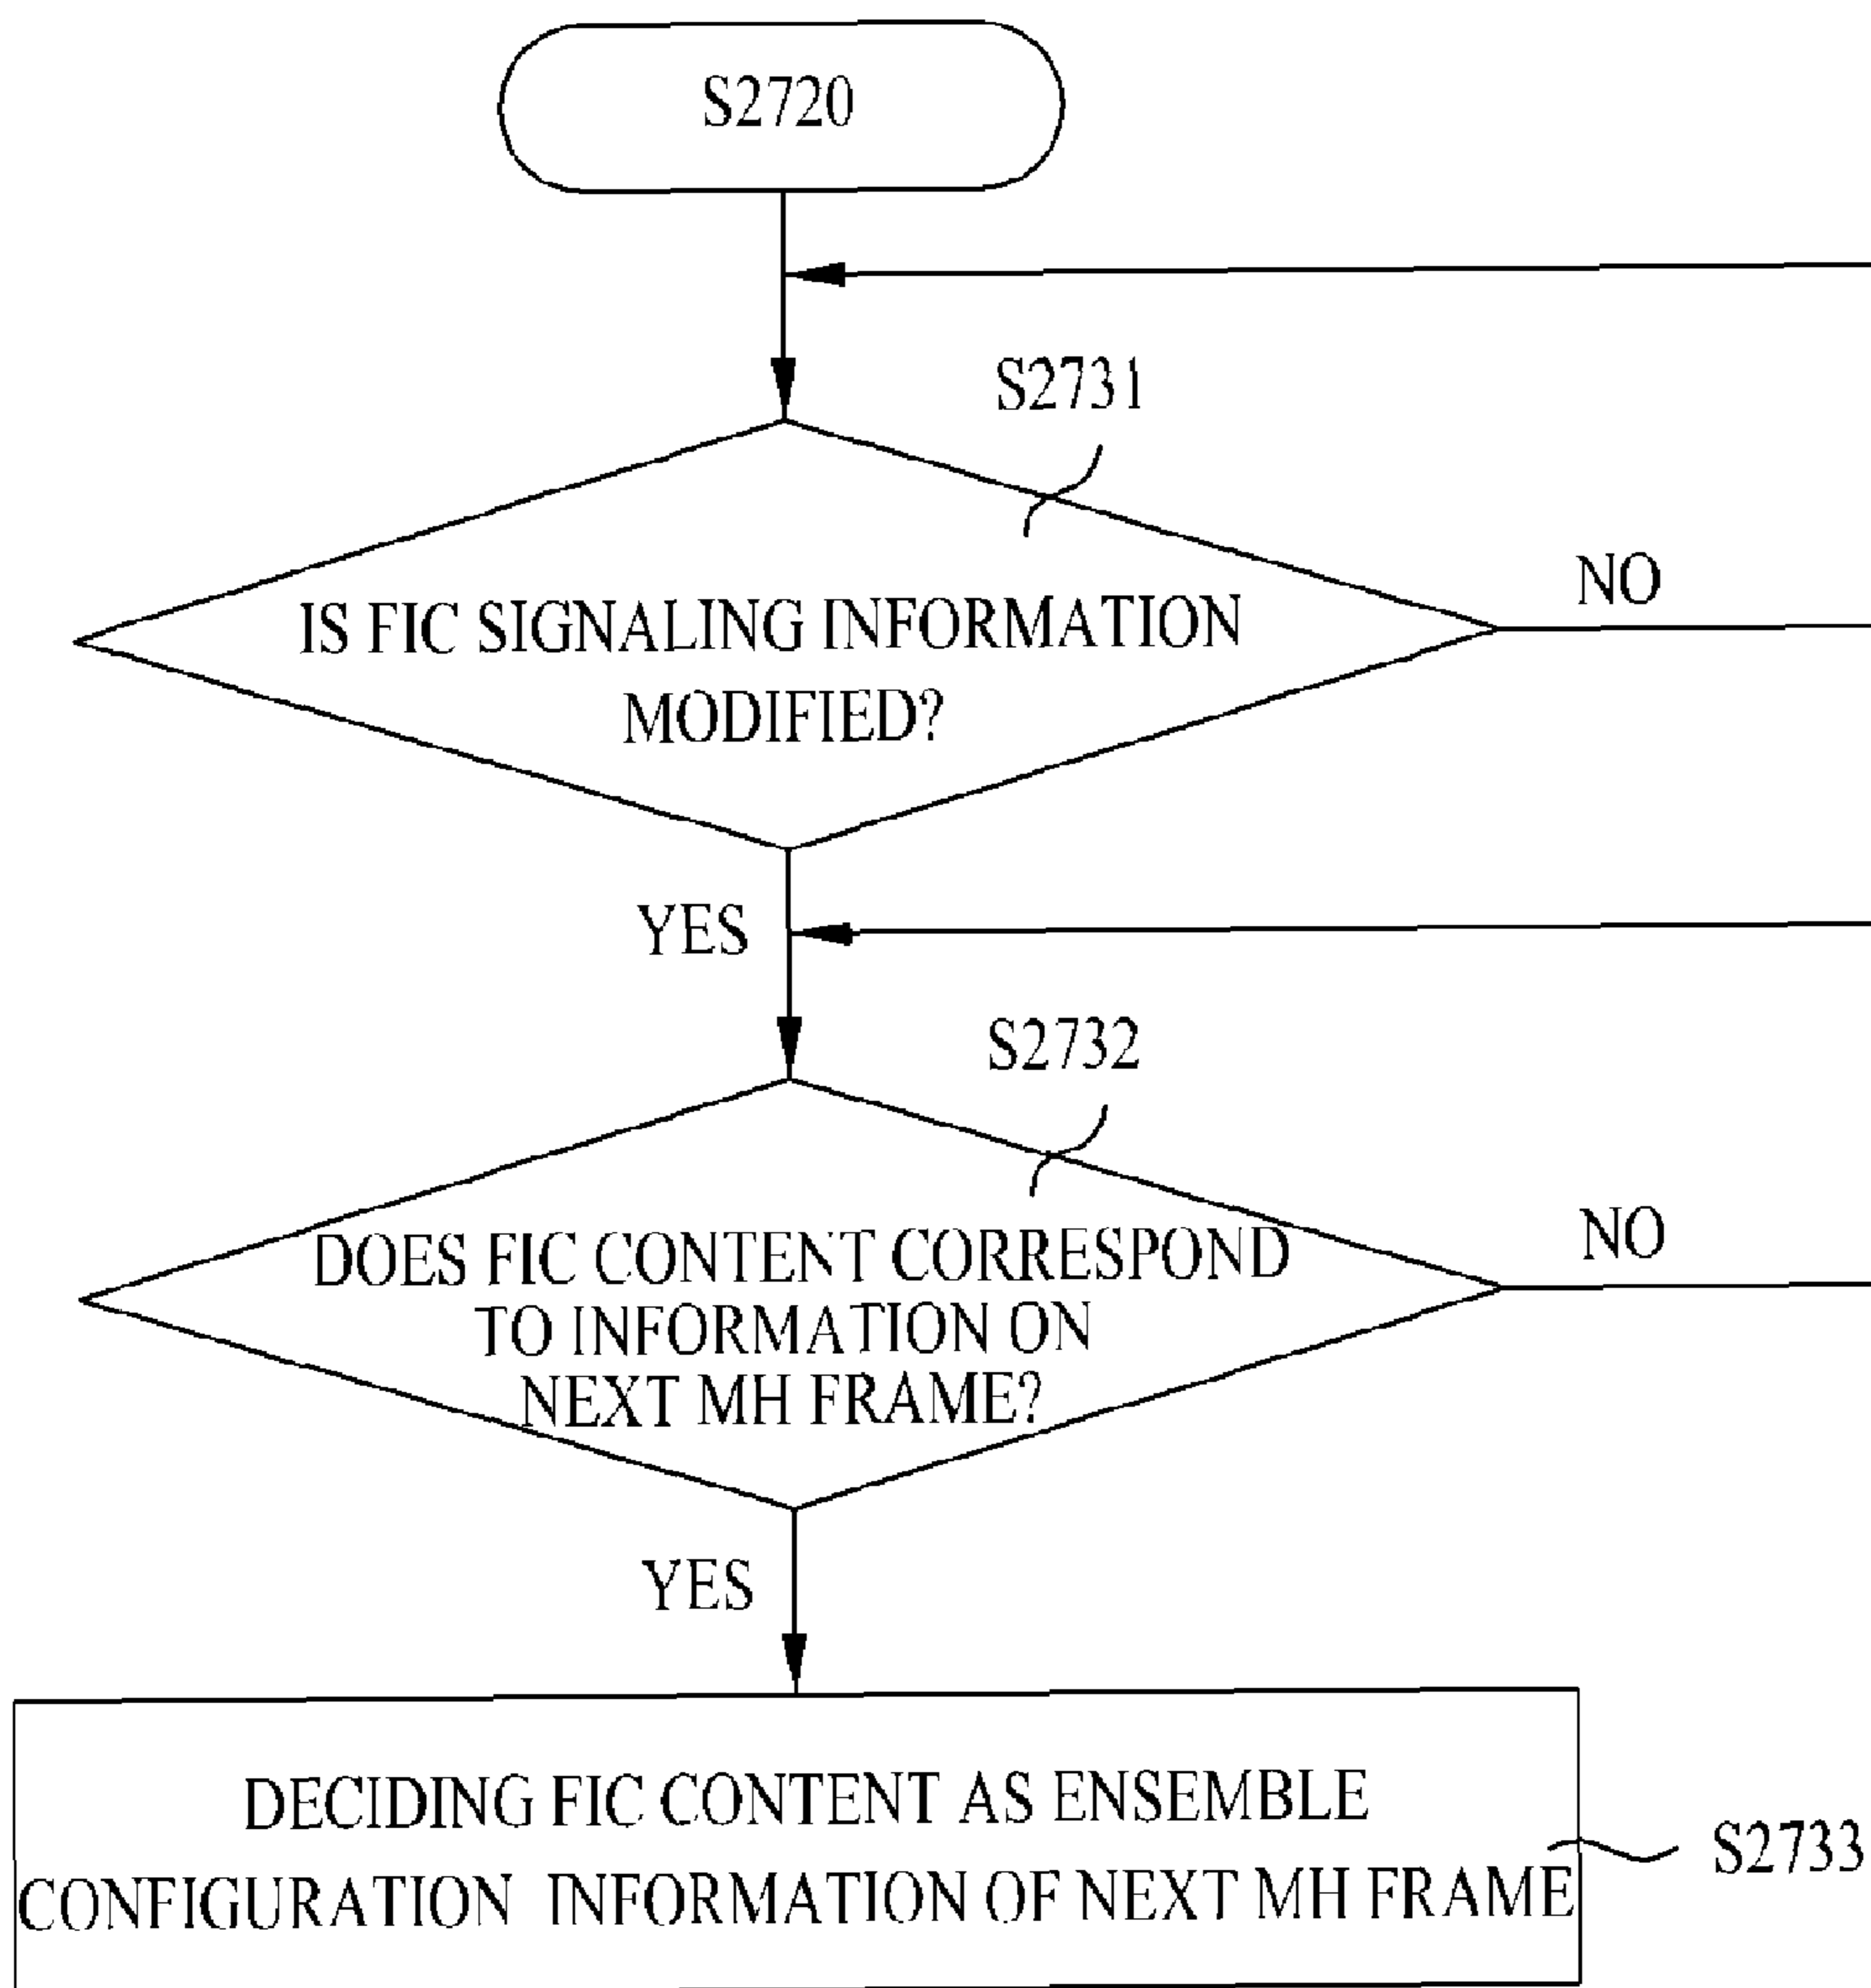 S2720
S2731
IS FIC SIGNALING INFORMATION
MODIFIED?
NO
YES
S2732
DOES FIC CONTENT CORRESPOND
TO INFORMATION ON
NEXT MH FRAME?
NO
YES
DECIDING FIC CONTENT AS ENSEMBLE
CONFIGURATION INFORMATION OF NEXT MH FRAME
S2733